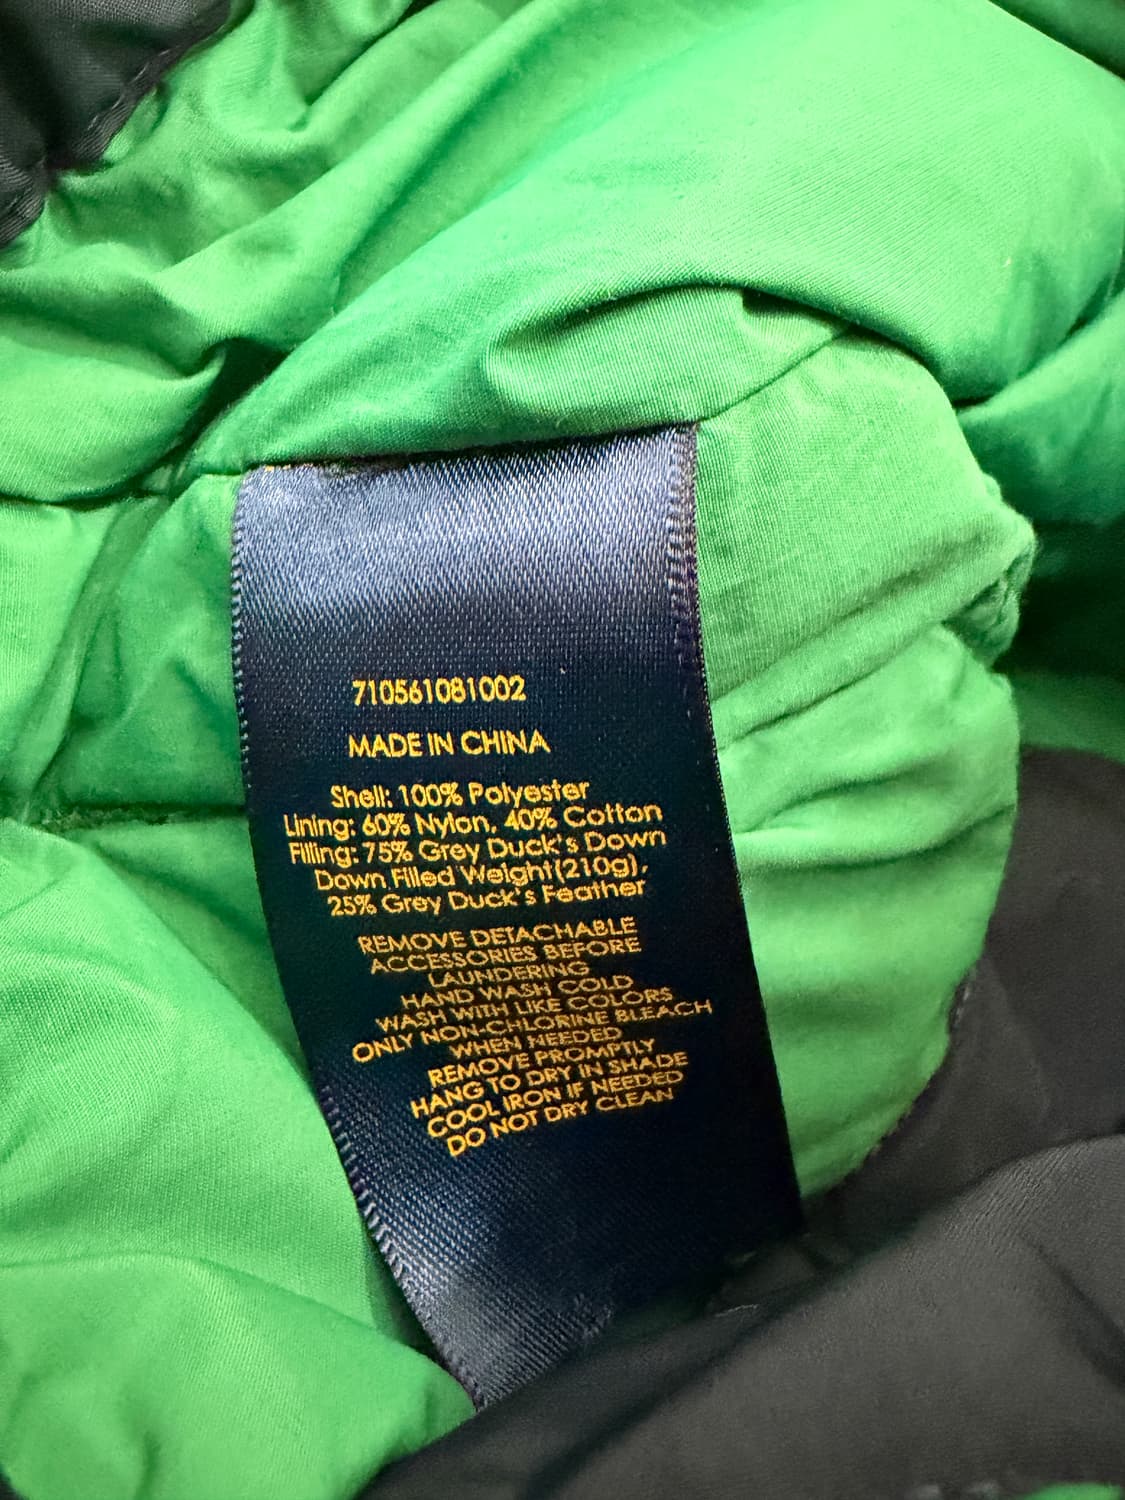 710561081002
MADE IN CHINA
Shell: 100% Polyester
Lining: 60% Nylon, 40% Cotton
Filling: 75% Grey Duck's Down
Down Filled Weight(210g),
25% Grey Duck's Feather
REMOVE DETACHABLE
ACCESSORIES BEFORE
LAUNDERING
HAND WASH COLD
WASH WITH LIKE COLORS
ONLY NON-CHLORINE BLEACH
WHEN NEEDED
REMOVE PROMPTLY
HANG TO DRY IN SHADE
COOL IRON IF NEEDED
DO NOT DRY CLEAN